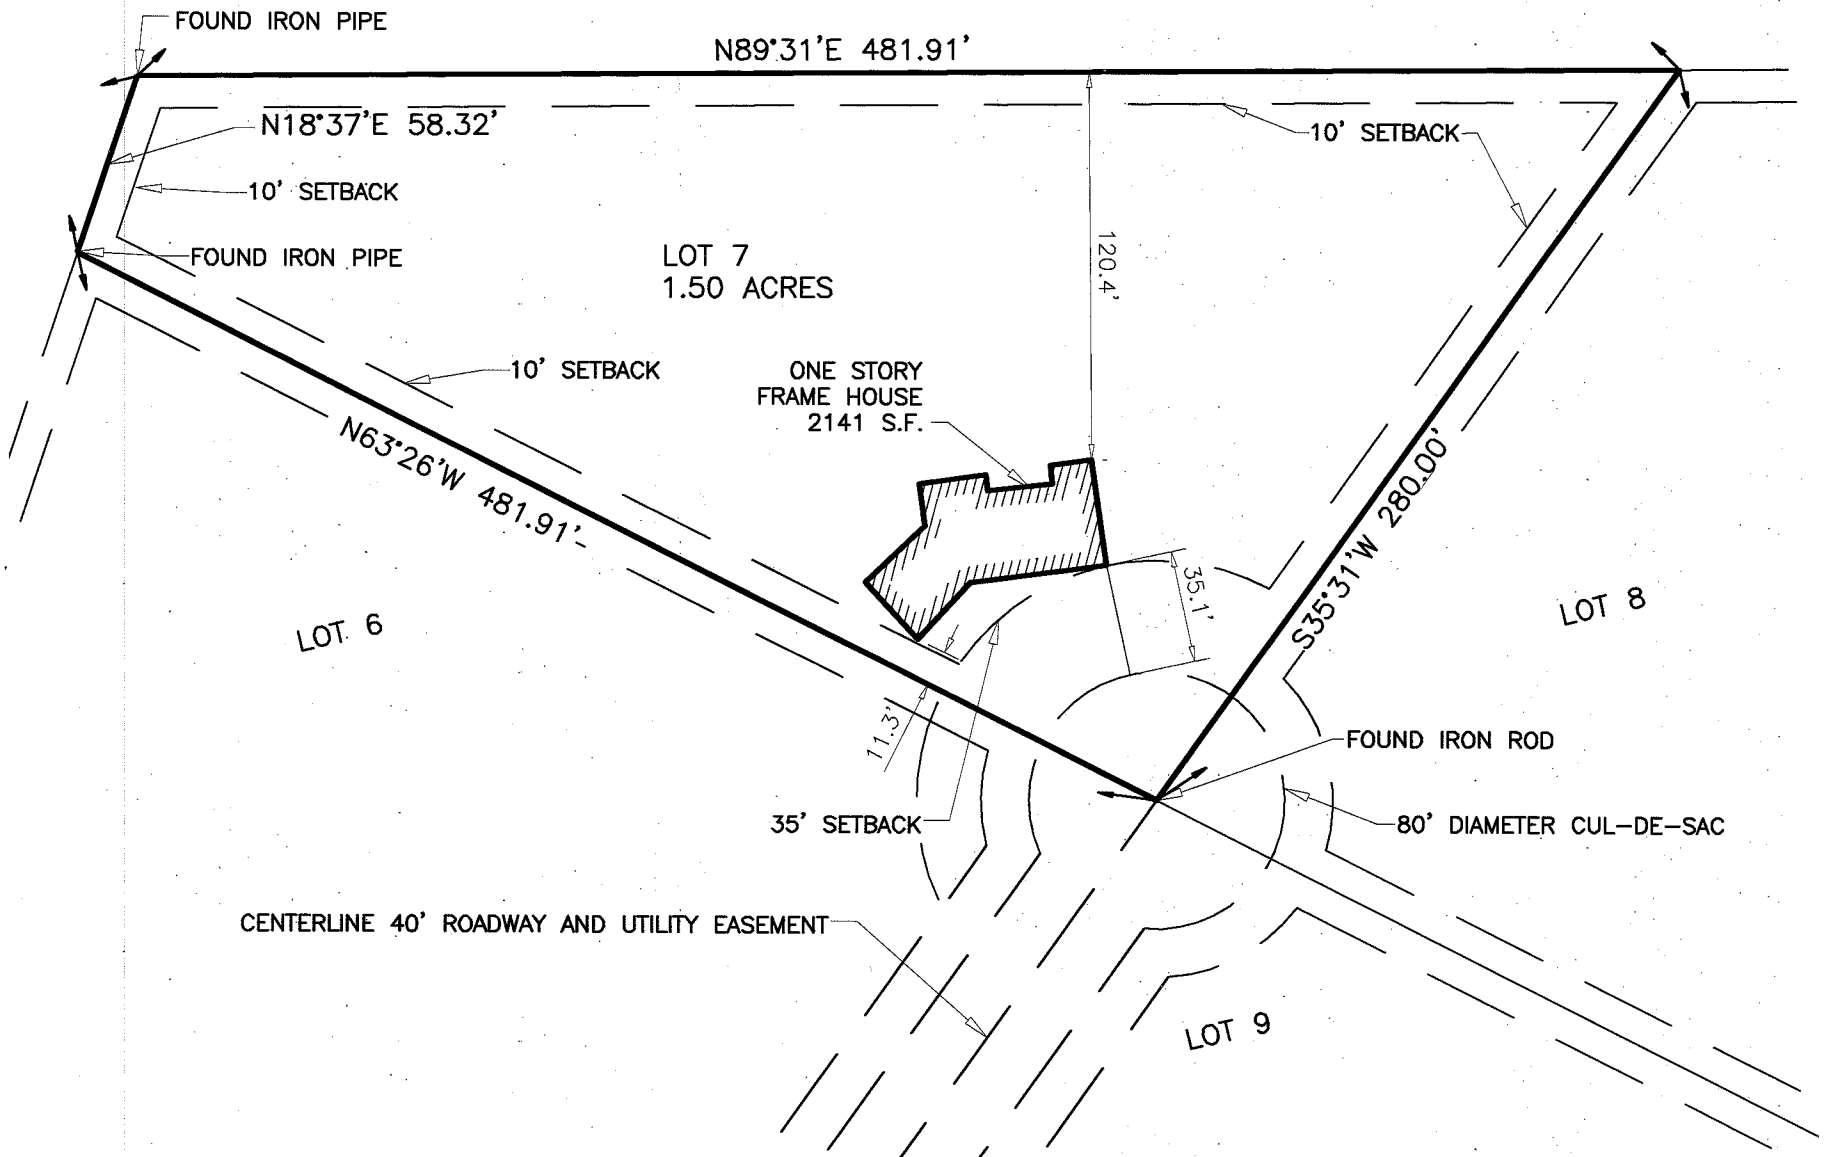 FOUND IRON PIPE
N89°31'E 481.91'
N18°37'E 58.32'
10' SETBACK
10' SETBACK
FOUND IRON PIPE
LOT 7
1.50 ACRES
120.4'
10' SETBACK
ONE STORY
FRAME HOUSE
2141 S.F.
N63°26'W 481.91'
S35°31'W 280.00'
35.1'
LOT 6
LOT 8
11.3'
FOUND IRON ROD
35' SETBACK
80' DIAMETER CUL-DE-SAC
CENTERLINE 40' ROADWAY AND UTILITY EASEMENT
LOT 9